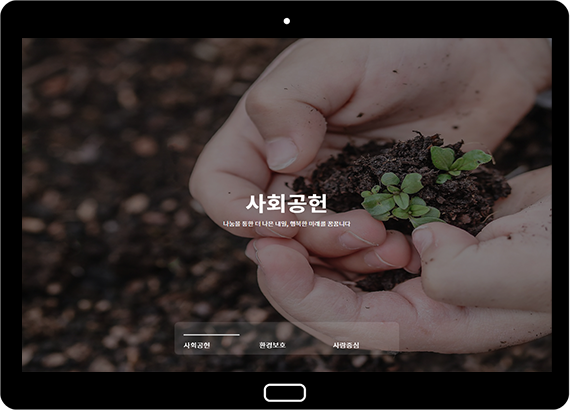 사회공헌
나눔을 통한 더 나은 내일, 행복한 미래를 꿈꿉니다
사회공헌 환경보호 사람중심